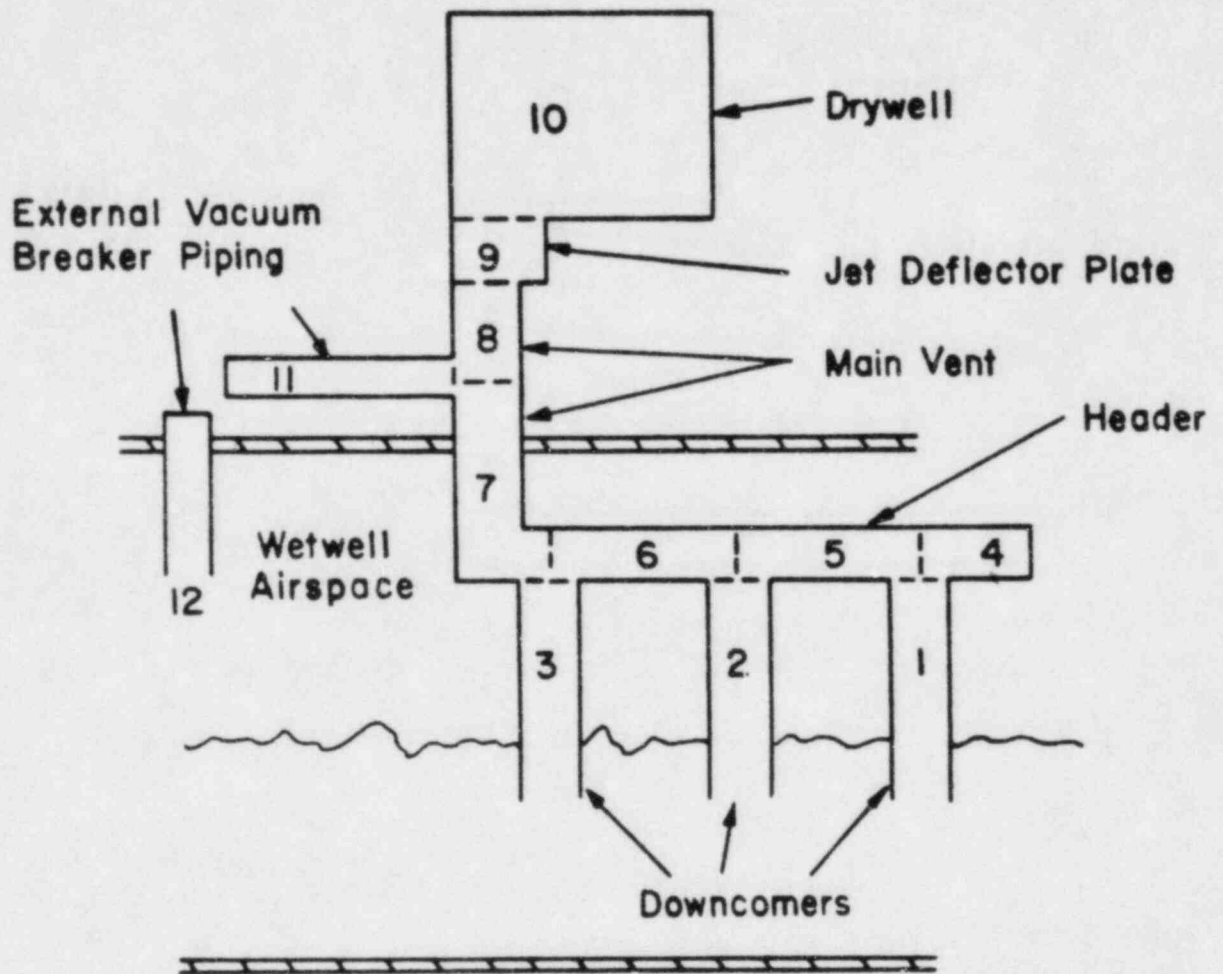 10
Drywell
External Vacuum
Breaker Piping
9
Jet Deflector Plate
8
Main Vent
11
Header
7
Wetwell
Airspace
6
5
4
12
3
2
1
Downcomers